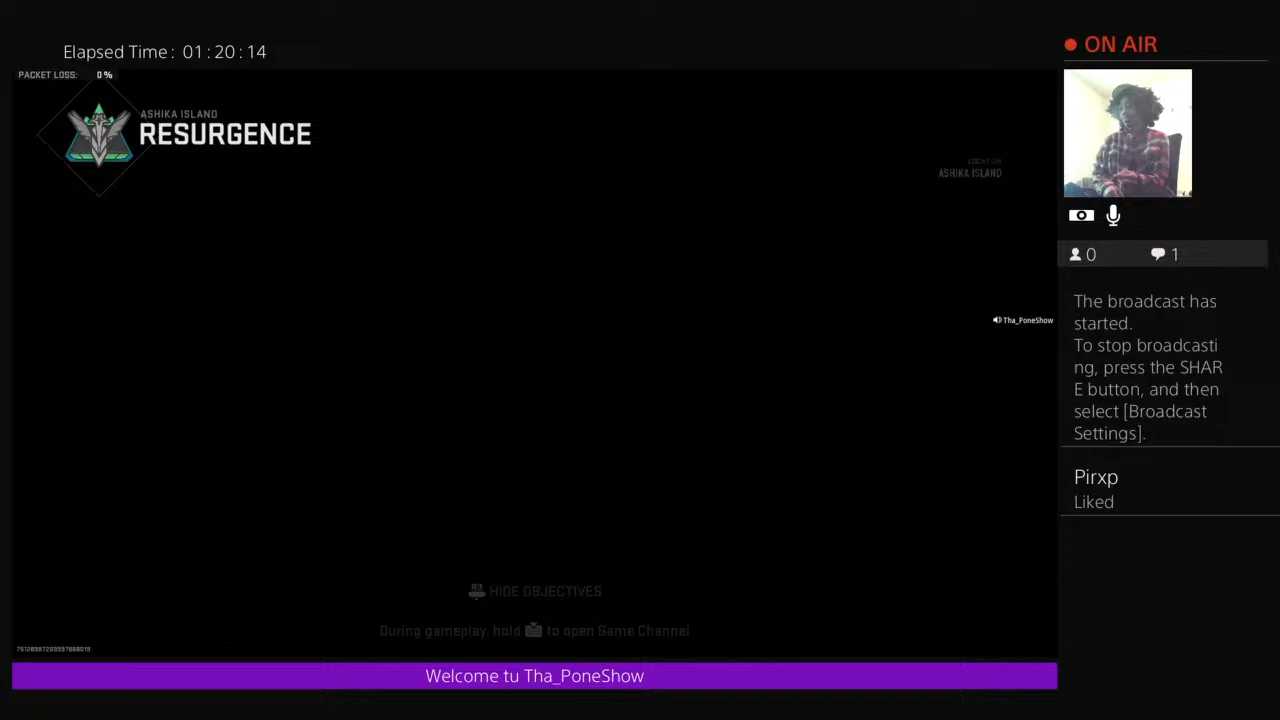 Elapsed Time: 01:20:14
ON AIR
PACKET LOSS: 0 %
ASHIKA ISLAND
RESURGENCE
LOCATION
ASHIKA ISLAND
0 1
The broadcast has
started.
To stop broadcasti
ng, press the SHAR
E button, and then
select [Broadcast
Settings].
Tha_PoneShow
Pirxp
Liked
R3 HIDE OBJECTIVES
During gameplay, hold to open Game Channel
Welcome tu Tha_PoneShow